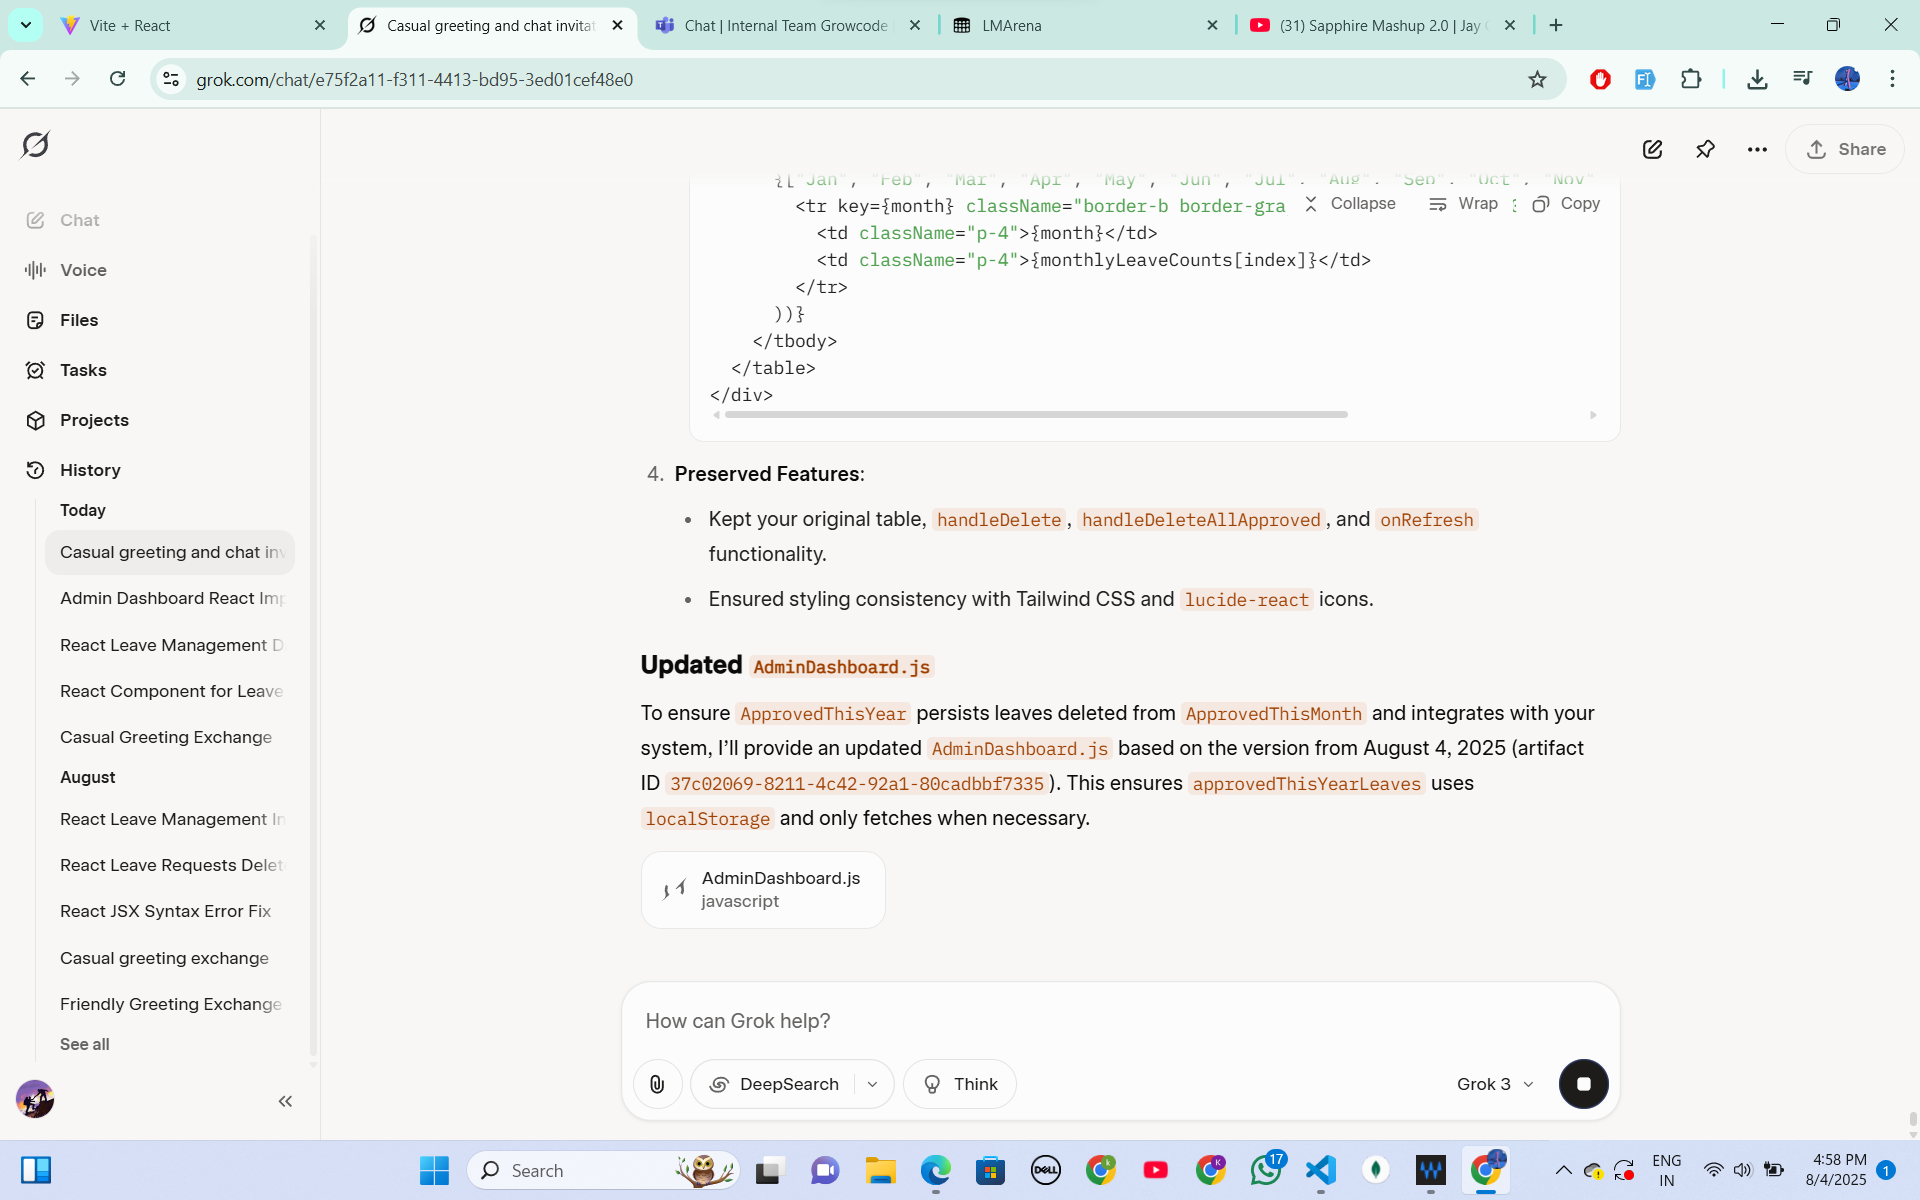 Vite + React
Casual greeting and chat invitat
Chat | Internal Team Growcode
LMArena
(31) Sapphire Mashup 2.0 | Jay
grok.com/chat/e75f2a11-f311-4413-bd95-3ed01cef48e0
Share
Chat
Voice
Files
Tasks
Projects
History
Today
Casual greeting and chat inv
Admin Dashboard React Imp
React Leave Management D
React Component for Leave
Casual Greeting Exchange
August
React Leave Management In
React Leave Requests Delet
React JSX Syntax Error Fix
Casual greeting exchange
Friendly Greeting Exchange
See all
{["Jan", "Feb", "Mar", "Apr", "May", "Jun", "Jul", "Aug", "Sep", "Oct", "Nov"
<tr key={month} className="border-b border-gra
Collapse
Wrap
Copy
<td className="p-4">{month}</td>
<td className="p-4">{monthlyLeaveCounts[index]}</td>
</tr>
))}
</tbody>
</table>
</div>
4. Preserved Features:
• Kept your original table, handleDelete, handleDeleteAllApproved, and onRefresh
functionality.
• Ensured styling consistency with Tailwind CSS and lucide-react icons.
Updated AdminDashboard.js
To ensure ApprovedThisYear persists leaves deleted from ApprovedThisMonth and integrates with your
system, I'll provide an updated AdminDashboard.js based on the version from August 4, 2025 (artifact
ID 37c02069-8211-4c42-92a1-80cadbbf7335). This ensures approvedThisYearLeaves uses
localStorage and only fetches when necessary.
AdminDashboard.js
javascript
How can Grok help?
DeepSearch
Think
Grok 3
Search
DELL
17
ENG
IN
4:58 PM
8/4/2025
1